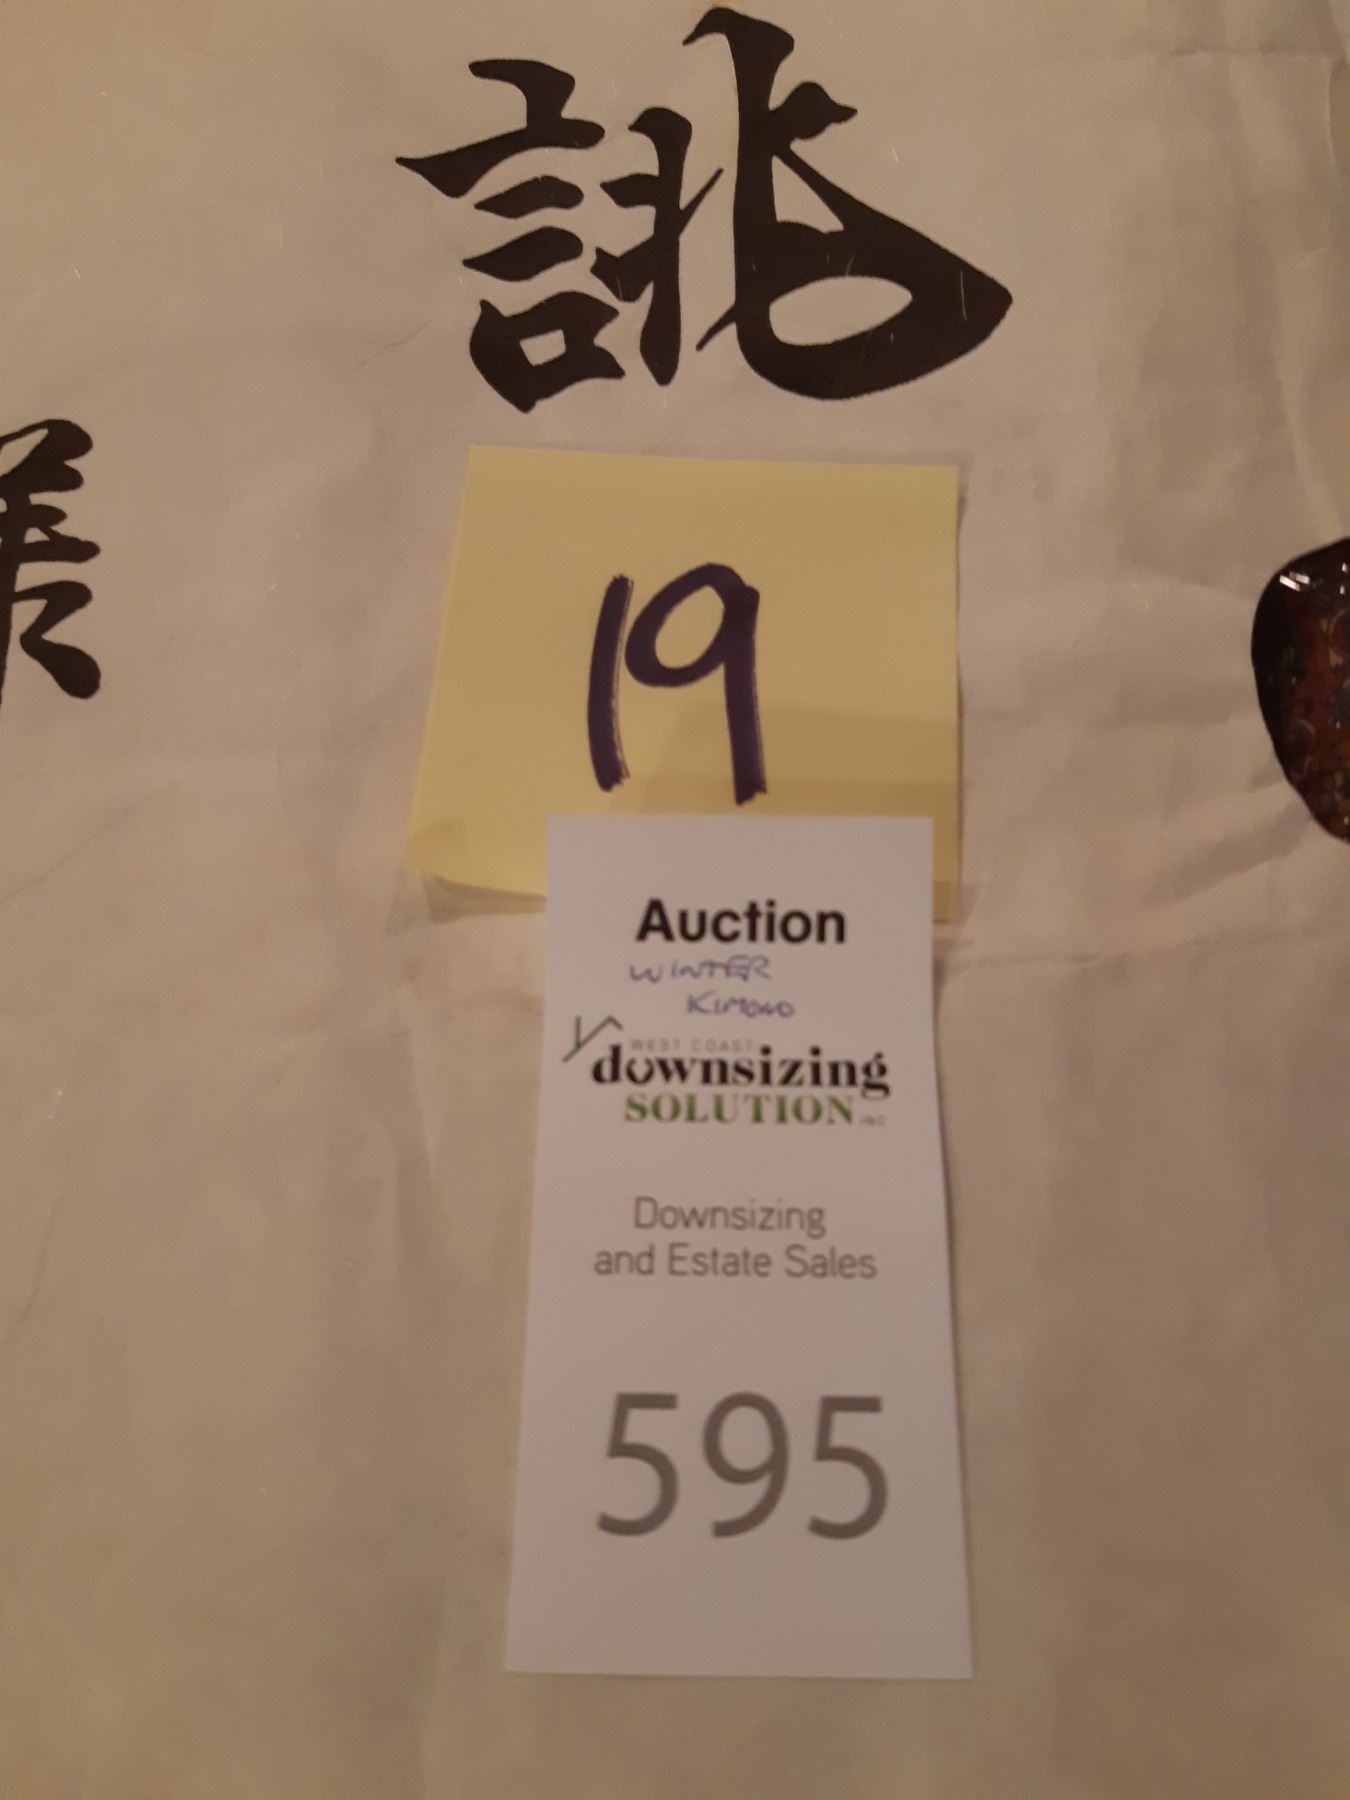 誂
19
Auction
WINTER
KIMONO
WEST COAST
downsizing
SOLUTION INC
Downsizing
and Estate Sales
595